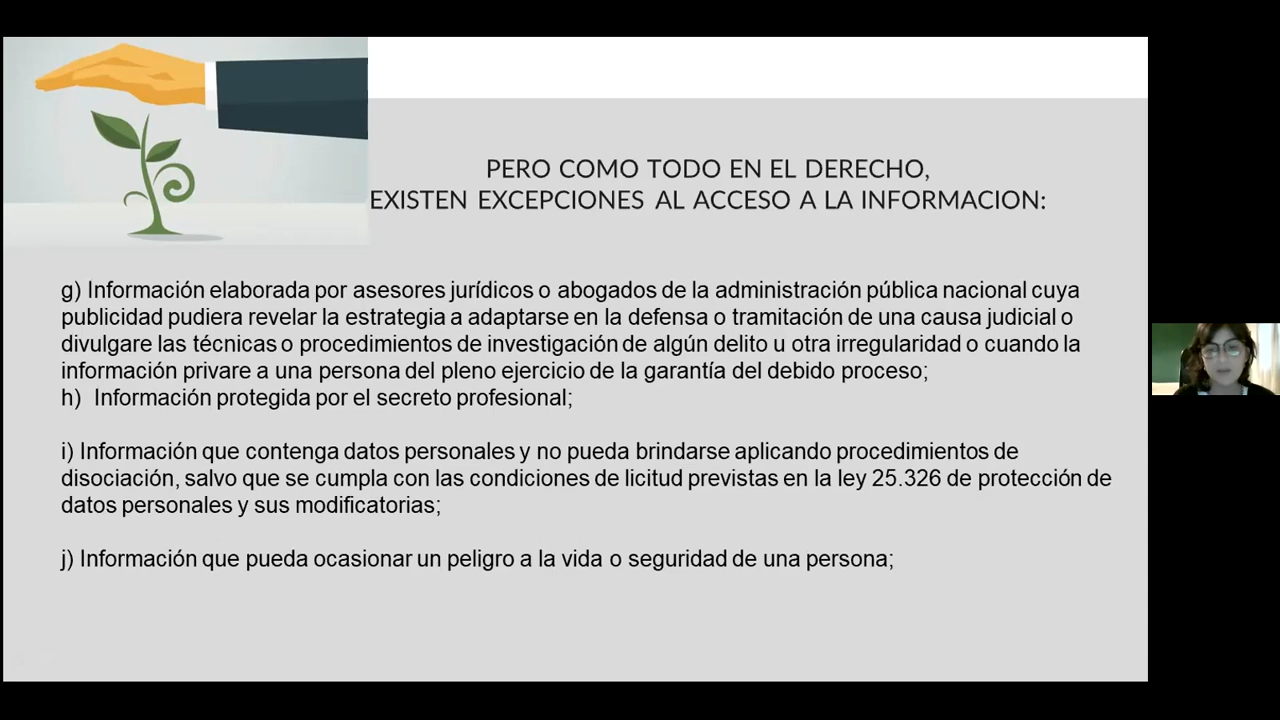 PERO COMO TODO EN EL DERECHO,
EXISTEN EXCEPCIONES AL ACCESO A LA INFORMACION:
g) Información elaborada por asesores jurídicos o abogados de la administración pública nacional cuya
publicidad pudiera revelar la estrategia a adaptarse en la defensa o tramitación de una causa judicial o
divulgare las técnicas o procedimientos de investigación de algún delito u otra irregularidad o cuando la
información privare a una persona del pleno ejercicio de la garantía del debido proceso;
h) Información protegida por el secreto profesional;
i) Información que contenga datos personales y no pueda brindarse aplicando procedimientos de
disociación, salvo que se cumpla con las condiciones de licitud previstas en la ley 25.326 de protección de
datos personales y sus modificatorias;
j) Información que pueda ocasionar un peligro a la vida o seguridad de una persona;